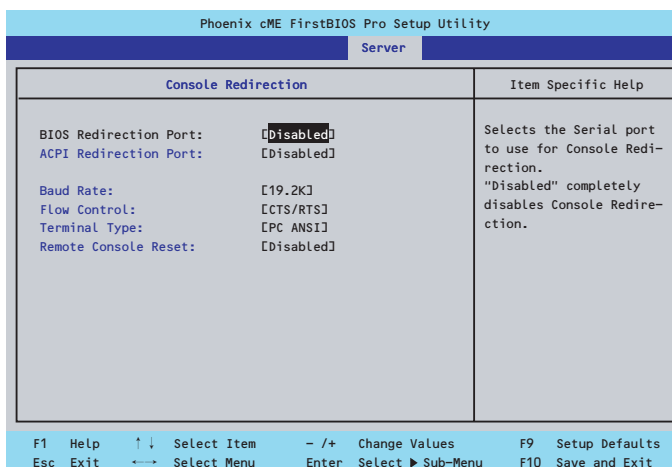 Phoenix cME FirstBIOS Pro Setup Utility
Server
Console Redirection
Item Specific Help
BIOS Redirection Port: [Disabled]
ACPI Redirection Port: [Disabled]
Baud Rate: [19.2K]
Flow Control: [CTS/RTS]
Terminal Type: [PC ANSI]
Remote Console Reset: [Disabled]
Selects the Serial port
to use for Console Redi-
rection.
"Disabled" completely
disables Console Redire-
ction.
F1 Help ↑↓ Select Item - /+ Change Values F9 Setup Defaults
Esc Exit ←→ Select Menu Enter Select ▶ Sub-Menu F10 Save and Exit